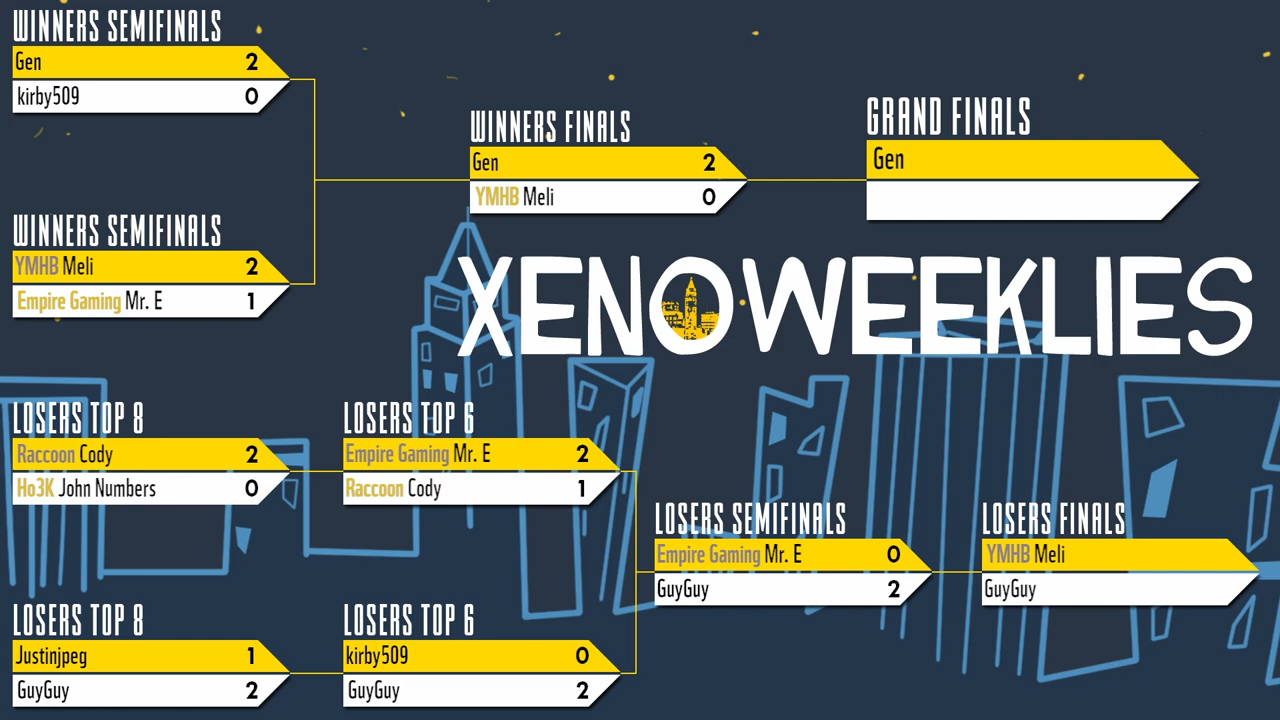 WINNERS SEMIFINALS
Gen 2
kirby509 0
WINNERS SEMIFINALS
YMHB Meli 2
Empire Gaming Mr. E 1
WINNERS FINALS
Gen 2
YMHB Meli 0
GRAND FINALS
Gen
XENOWEEKLIES
LOSERS TOP 8
Raccoon Cody 2
Ho3K John Numbers 0
LOSERS TOP 8
Justinjpeg 1
GuyGuy 2
LOSERS TOP 6
Empire Gaming Mr. E 2
Raccoon Cody 1
LOSERS TOP 6
kirby509 0
GuyGuy 2
LOSERS SEMIFINALS
Empire Gaming Mr. E 0
GuyGuy 2
LOSERS FINALS
YMHB Meli
GuyGuy